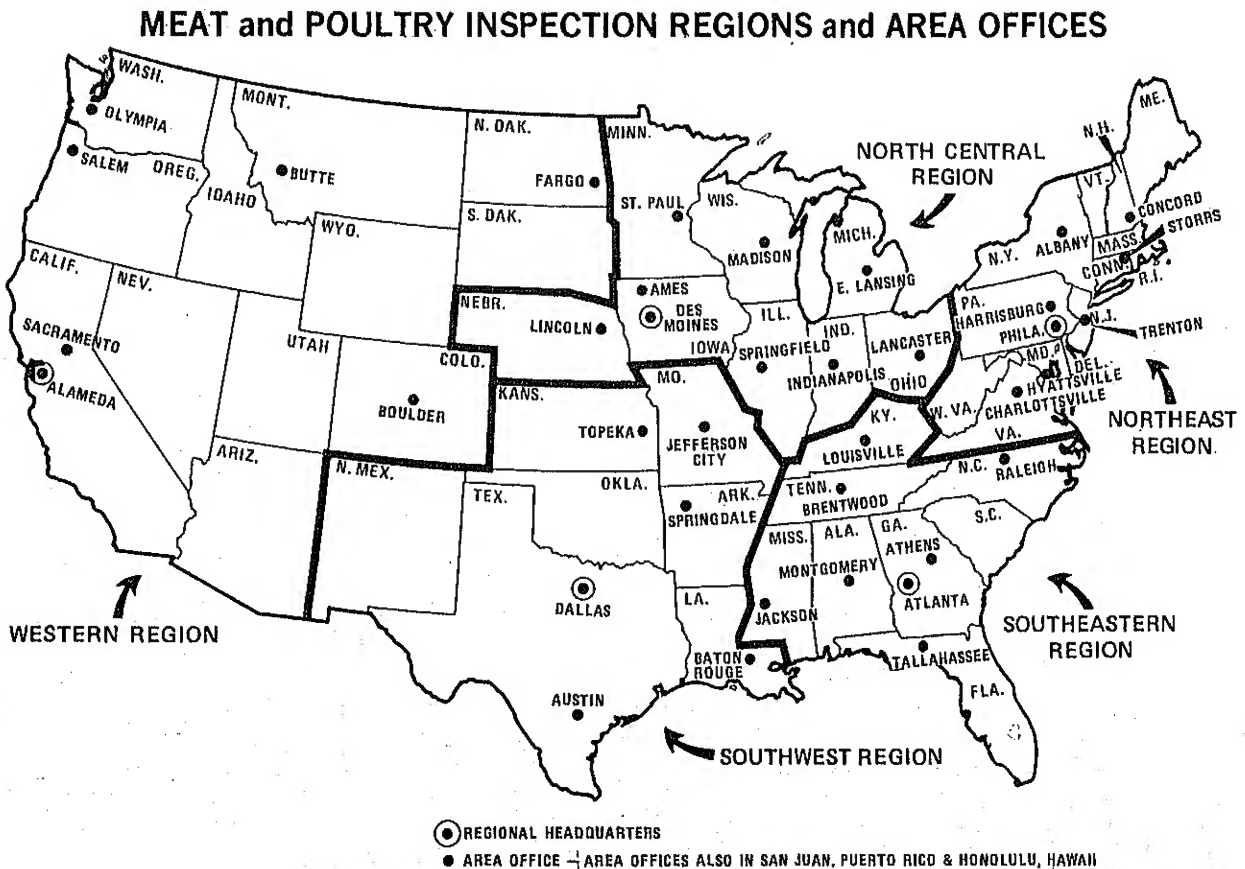 MEAT and POULTRY INSPECTION REGIONS and AREA OFFICES
WASH.
OLYMPIA
SALEM
OREG.
IDAHO
MONT.
BUTTE
N. DAK.
FARGO
S. DAK.
WYO.
MINN.
ST. PAUL
WIS.
MADISON
MICH.
E. LANSING
NORTH CENTRAL
REGION
ME.
N.H.
VT.
CONCORD
STORRS
N.Y.
ALBANY
MASS.
CONN.
R.I.
CALIF.
NEV.
SACRAMENTO
ALAMEDA
UTAH
COLO.
BOULDER
NEBR.
LINCOLN
AMES
DES
MOINES
IOWA
ILL.
SPRINGFIELD
IND.
INDIANAPOLIS
LANCASTER
OHIO
PA.
HARRISBURG
PHILA.
N.J.
TRENTON
MD.
DEL.
HYATTSVILLE
W. VA.
CHARLOTTSVILLE
VA.
NORTHEAST
REGION
KANS.
TOPEKA
MO.
JEFFERSON
CITY
KY.
LOUISVILLE
ARIZ.
N. MEX.
TEX.
OKLA.
ARK.
SPRINGDALE
TENN.
BRENTWOOD
N.C.
RALEIGH
S.C.
MISS.
ALA.
GA.
ATHENS
MONTGOMERY
ATLANTA
JACKSON
DALLAS
LA.
BATON
ROUGE
TALLAHASSEE
FLA.
AUSTIN
WESTERN REGION
SOUTHEASTERN
REGION
SOUTHWEST REGION
REGIONAL HEADQUARTERS
AREA OFFICE - AREA OFFICES ALSO IN SAN JUAN, PUERTO RICO & HONOLULU, HAWAII